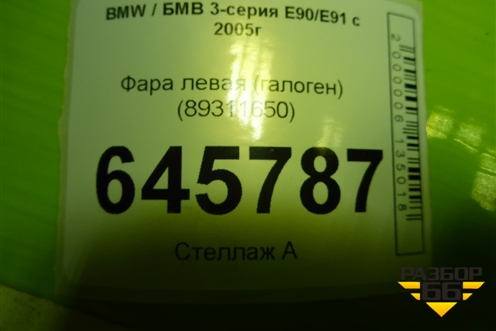 BMW / БМВ 3-серия E90/E91 с
2005г
Фара левая (галоген)
(89311650)
645787
Стеллаж А
2000006135018
РАЗБОР
66